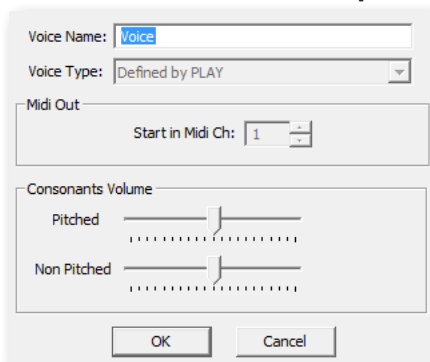 Voice Name: Voice
Voice Type: Defined by PLAY
Midi Out
Start in Midi Ch: 1
Consonants Volume
Pitched
Non Pitched
OK Cancel